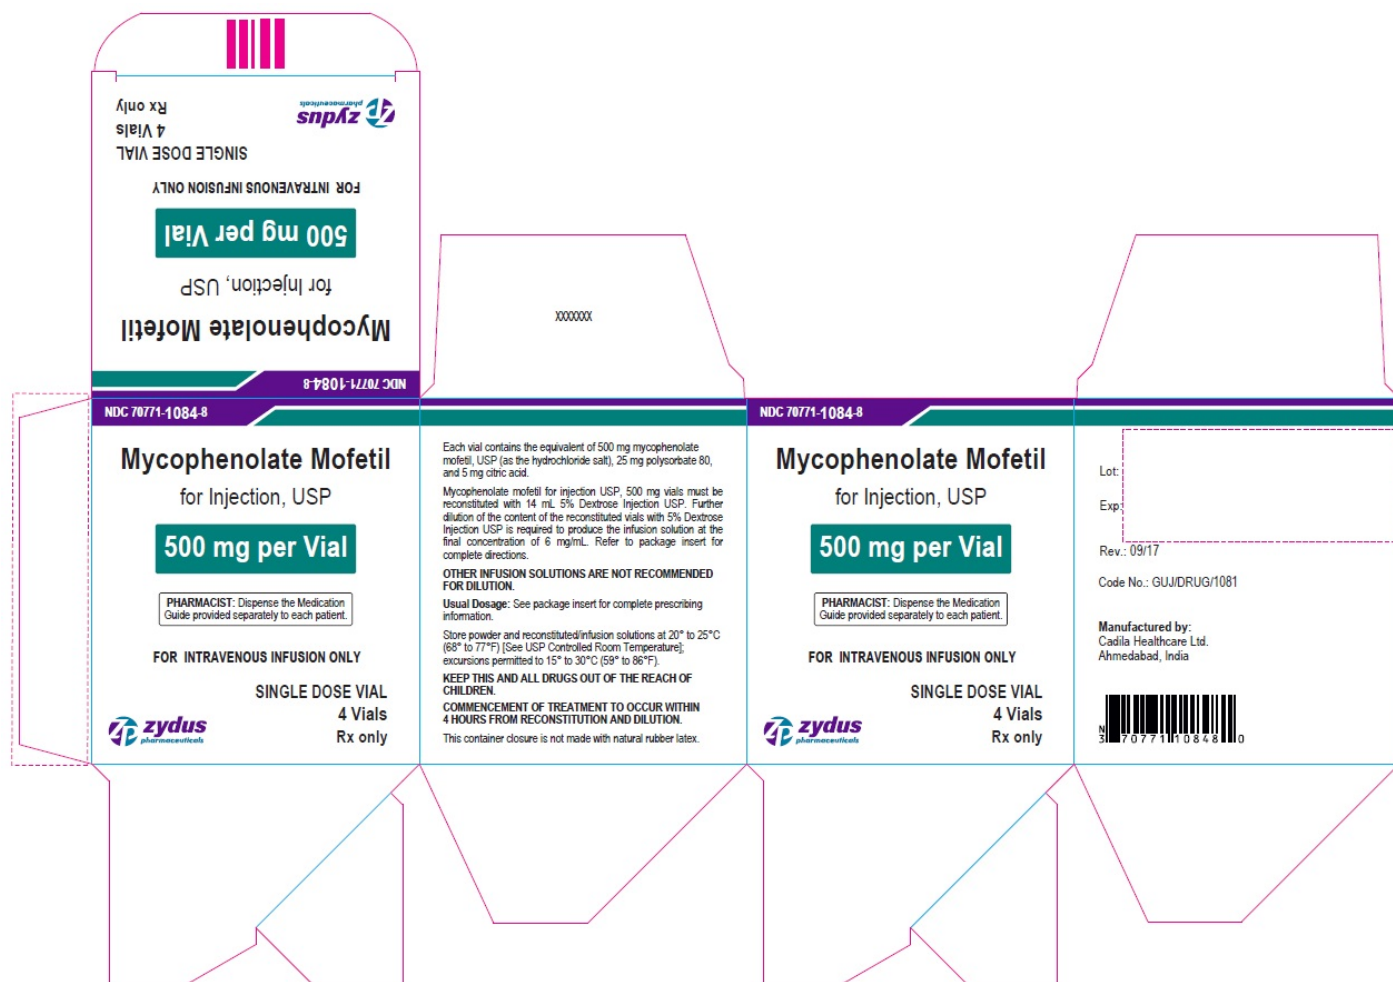 Rx only
4 Vials
SINGLE DOSE VIAL
zydus
pharmaceuticals
FOR INTRAVENOUS INFUSION ONLY
500 mg per Vial
for Injection, USP
Mycophenolate Mofetil
NDC 70771-1084-8
XXXXXXX
NDC 70771-1084-8
Mycophenolate Mofetil
for Injection, USP
500 mg per Vial
PHARMACIST: Dispense the Medication
Guide provided separately to each patient.
FOR INTRAVENOUS INFUSION ONLY
SINGLE DOSE VIAL
4 Vials
Rx only
zydus
pharmaceuticals
Each vial contains the equivalent of 500 mg mycophenolate
mofetil, USP (as the hydrochloride salt), 25 mg polysorbate 80,
and 5 mg citric acid.
Mycophenolate mofetil for injection USP, 500 mg vials must be
reconstituted with 14 mL 5% Dextrose Injection USP. Further
dilution of the content of the reconstituted vials with 5% Dextrose
Injection USP is required to produce the infusion solution at the
final concentration of 6 mg/mL. Refer to package insert for
complete directions.
OTHER INFUSION SOLUTIONS ARE NOT RECOMMENDED
FOR DILUTION.
Usual Dosage: See package insert for complete prescribing
information.
Store powder and reconstituted/infusion solutions at 20° to 25°C
(68° to 77°F) [See USP Controlled Room Temperature];
excursions permitted to 15° to 30°C (59° to 86°F).
KEEP THIS AND ALL DRUGS OUT OF THE REACH OF
CHILDREN.
COMMENCEMENT OF TREATMENT TO OCCUR WITHIN
4 HOURS FROM RECONSTITUTION AND DILUTION.
This container closure is not made with natural rubber latex.
NDC 70771-1084-8
Mycophenolate Mofetil
for Injection, USP
500 mg per Vial
PHARMACIST: Dispense the Medication
Guide provided separately to each patient.
FOR INTRAVENOUS INFUSION ONLY
SINGLE DOSE VIAL
4 Vials
Rx only
zydus
pharmaceuticals
Lot:
Exp:
Rev.: 09/17
Code No.: GUJ/DRUG/1081
Manufactured by:
Cadila Healthcare Ltd.
Ahmedabad, India
N
3 70771 10848 0